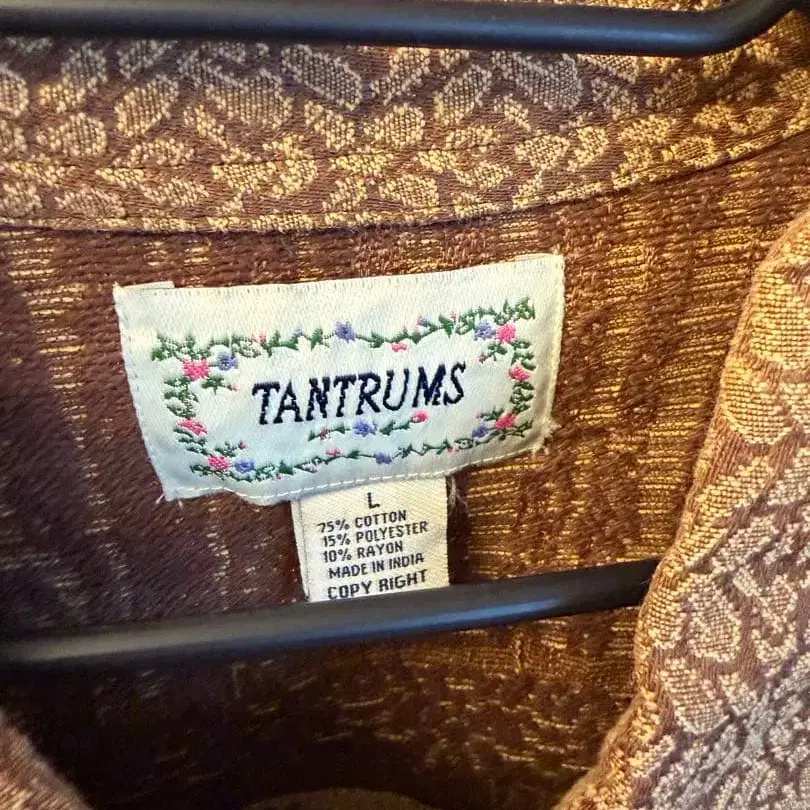 TANTRUMS
L
75% COTTON
15% POLYESTER
10% RAYON
MADE IN INDIA
COPY RIGHT